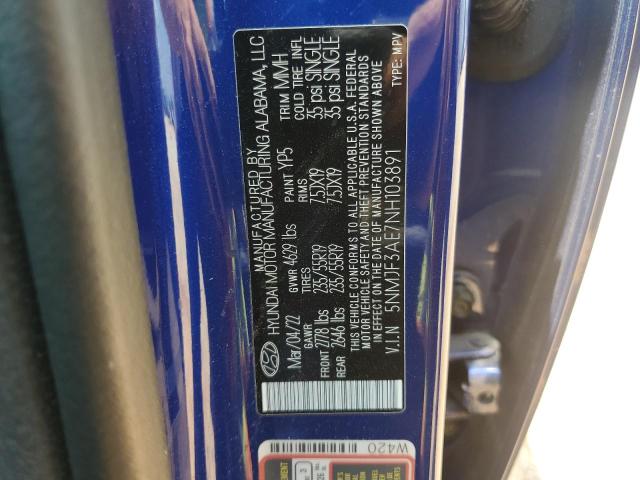 MANUFACTURED BY
HYUNDAI MOTOR MANUFACTURING ALABAMA, LLC
Mar/04/22 PAINT YP5 TRIM MMH
GAWR GVWR 4629 lbs TIRES RIMS COLD TIRE INFL
FRONT 2778 lbs 235/55R19 7.5JX19 35 psi SINGLE
REAR 2646 lbs 235/55R19 7.5JX19 35 psi SINGLE
THIS VEHICLE CONFORMS TO ALL APPLICABLE U.S.A. FEDERAL
MOTOR VEHICLE SAFETY AND THEFT PREVENTION STANDARDS
IN EFFECT ON THE DATE OF MANUFACTURE SHOWN ABOVE
V.I.N 5NMJF3AE7NH103891 TYPE: MPV
W420